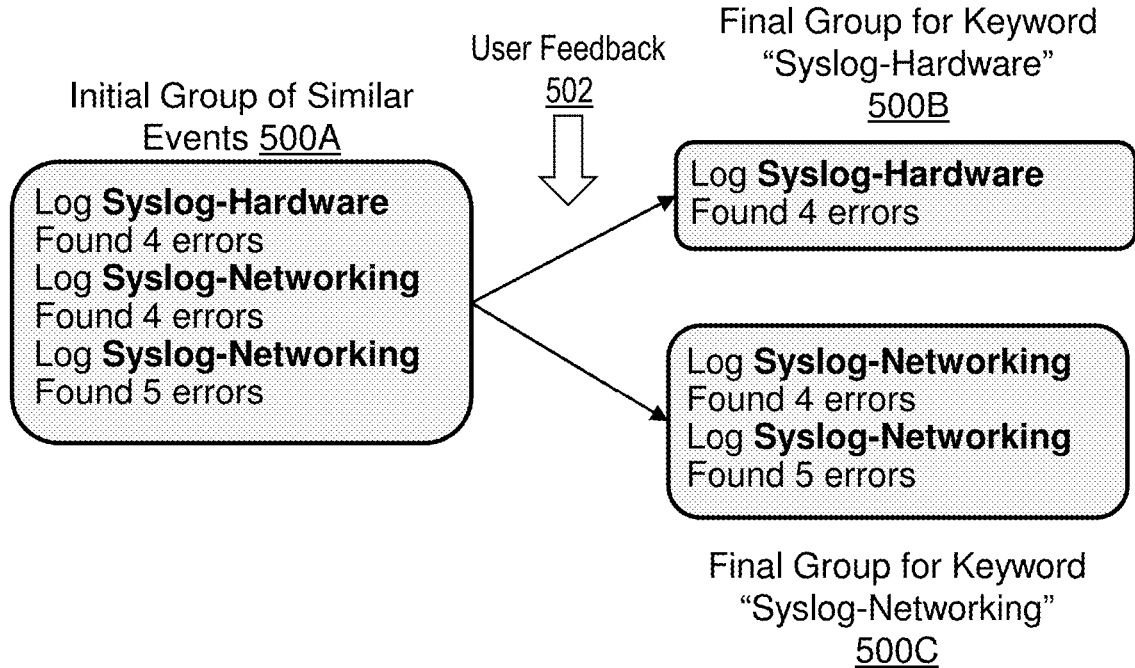 Initial Group of Similar
Events 500A
Log Syslog-Hardware
Found 4 errors
Log Syslog-Networking
Found 4 errors
Log Syslog-Networking
Found 5 errors
User Feedback
502
Final Group for Keyword
“Syslog-Hardware”
500B
Log Syslog-Hardware
Found 4 errors
Log Syslog-Networking
Found 4 errors
Log Syslog-Networking
Found 5 errors
Final Group for Keyword
“Syslog-Networking”
500C